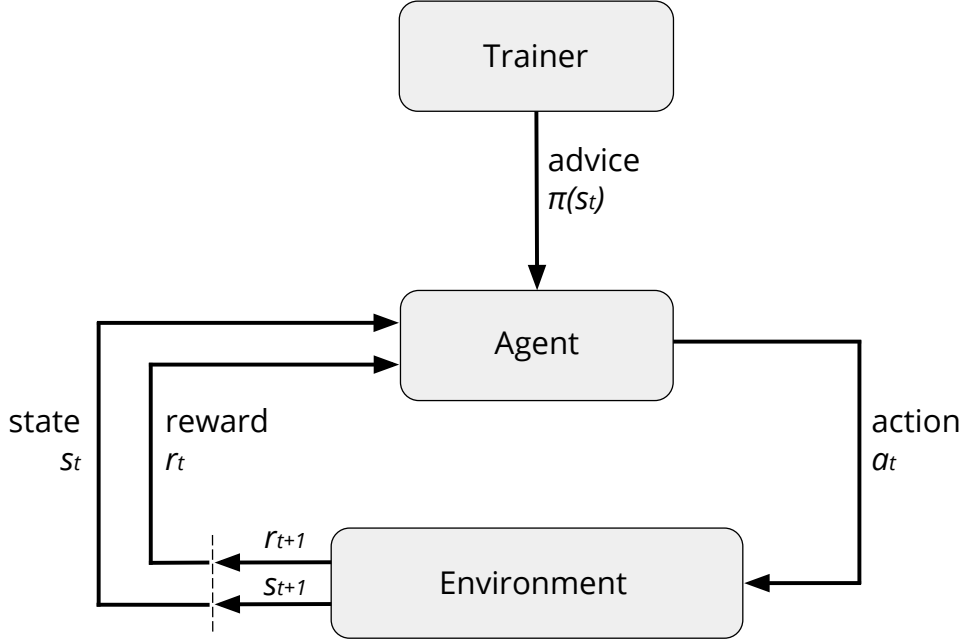 Trainer
advice
π(sₜ)
Agent
state
sₜ
reward
rₜ
action
aₜ
rₜ₊₁
sₜ₊₁
Environment